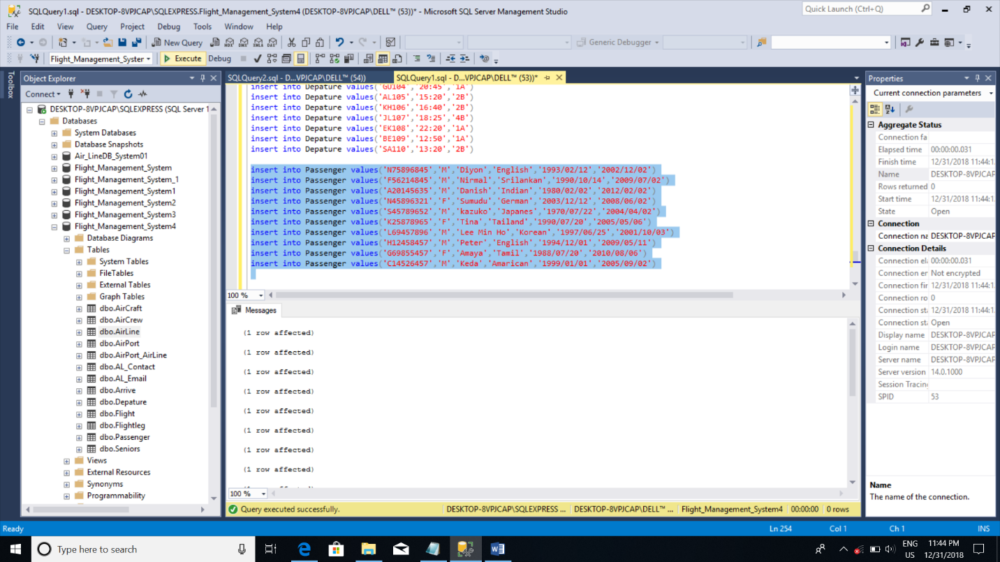 SQLQuery1.sql - DESKTOP-8VPJCAP\SQLEXPRESS.Flight_Management_System4 (DESKTOP-8VPJCAP\DELL™ (53))* - Microsoft SQL Server Management Studio
Quick Launch (Ctrl+Q)
File Edit View Query Project Debug Tools Window Help
New Query
Generic Debugger
Flight_Management_Syster
Execute Debug
Toolbox
Object Explorer
Connect
DESKTOP-8VPJCAP\SQLEXPRESS (SQL Server 1
Databases
System Databases
Database Snapshots
Air_LineDB_System01
Flight_Management_System
Flight_Management_System_1
Flight_Management_System1
Flight_Management_System2
Flight_Management_System3
Flight_Management_System4
Database Diagrams
Tables
System Tables
FileTables
External Tables
Graph Tables
dbo.AirCraft
dbo.AirCrew
dbo.AirLine
dbo.AirPort
dbo.AirPort_AirLine
dbo.AL_Contact
dbo.AL_Email
dbo.Arrive
dbo.Depature
dbo.Flight
dbo.Flightleg
dbo.Passenger
dbo.Seniors
Views
External Resources
Synonyms
Programmability
SQLQuery2.sql - D...VPJCAP\DELL™ (54))
SQLQuery1.sql - D...VPJCAP\DELL™ (53))*
insert into Depature values('GU104','20:45','1A')
insert into Depature values('AL105','15:20','2B')
insert into Depature values('KH106','16:40','2B')
insert into Depature values('JL107','18:25','4B')
insert into Depature values('EK108','22:20','1A')
insert into Depature values('BE109','12:50','1A')
insert into Depature values('SA110','13:20','2B')
insert into Passenger values('N75896845','M','Diyon','English','1993/02/12','2002/12/02')
insert into Passenger values('F56214845','M','Nirmal','Srilankan','1990/10/14','2009/07/02')
insert into Passenger values('A20145635','M','Danish','Indian','1980/02/02','2012/02/02')
insert into Passenger values('N45896321','F','Sumudu','German','2003/12/12','2008/06/02')
insert into Passenger values('S45789652','M','kazuko','Japanes','1970/07/22','2004/04/02')
insert into Passenger values('K25878965','F','Tina','Tailand','1990/07/20','2005/05/06')
insert into Passenger values('L69457896','M','Lee Min Ho','Korean','1997/06/25','2001/10/03')
insert into Passenger values('H12458457','M','Peter','English','1994/12/01','2009/05/11')
insert into Passenger values('G69855457','F','Amaya','Tamil','1988/07/20','2010/08/06')
insert into Passenger values('C14526457','M','Keda','Amarican','1999/01/01','2005/09/02')
100 %
Messages
(1 row affected)
(1 row affected)
(1 row affected)
(1 row affected)
(1 row affected)
(1 row affected)
(1 row affected)
(1 row affected)
100 %
Query executed successfully.
DESKTOP-8VPJCAP\SQLEXPRESS ... DESKTOP-8VPJCAP\DELL™ ... Flight_Management_System4 00:00:00 0 rows
Properties
Current connection parameters
Aggregate Status
Connection fa
Elapsed time 00:00:00.031
Finish time 12/31/2018 11:44:1
Name DESKTOP-8VPJCAP
Rows returned 0
Start time 12/31/2018 11:44:1
State Open
Connection
Connection na DESKTOP-8VPJCAP
Connection Details
Connection el 00:00:00.031
Connection er Not encrypted
Connection fir 12/31/2018 11:44:1
Connection ro 0
Connection st 12/31/2018 11:44:1
Connection st Open
Display name DESKTOP-8VPJCAP
Login name DESKTOP-8VPJCAP
Server name DESKTOP-8VPJCAP
Server version 14.0.1000
Session Tracin
SPID 53
Name
The name of the connection.
Ready Ln 254 Col 1 Ch 1 INS
Type here to search
ENG
US
11:44 PM
12/31/2018